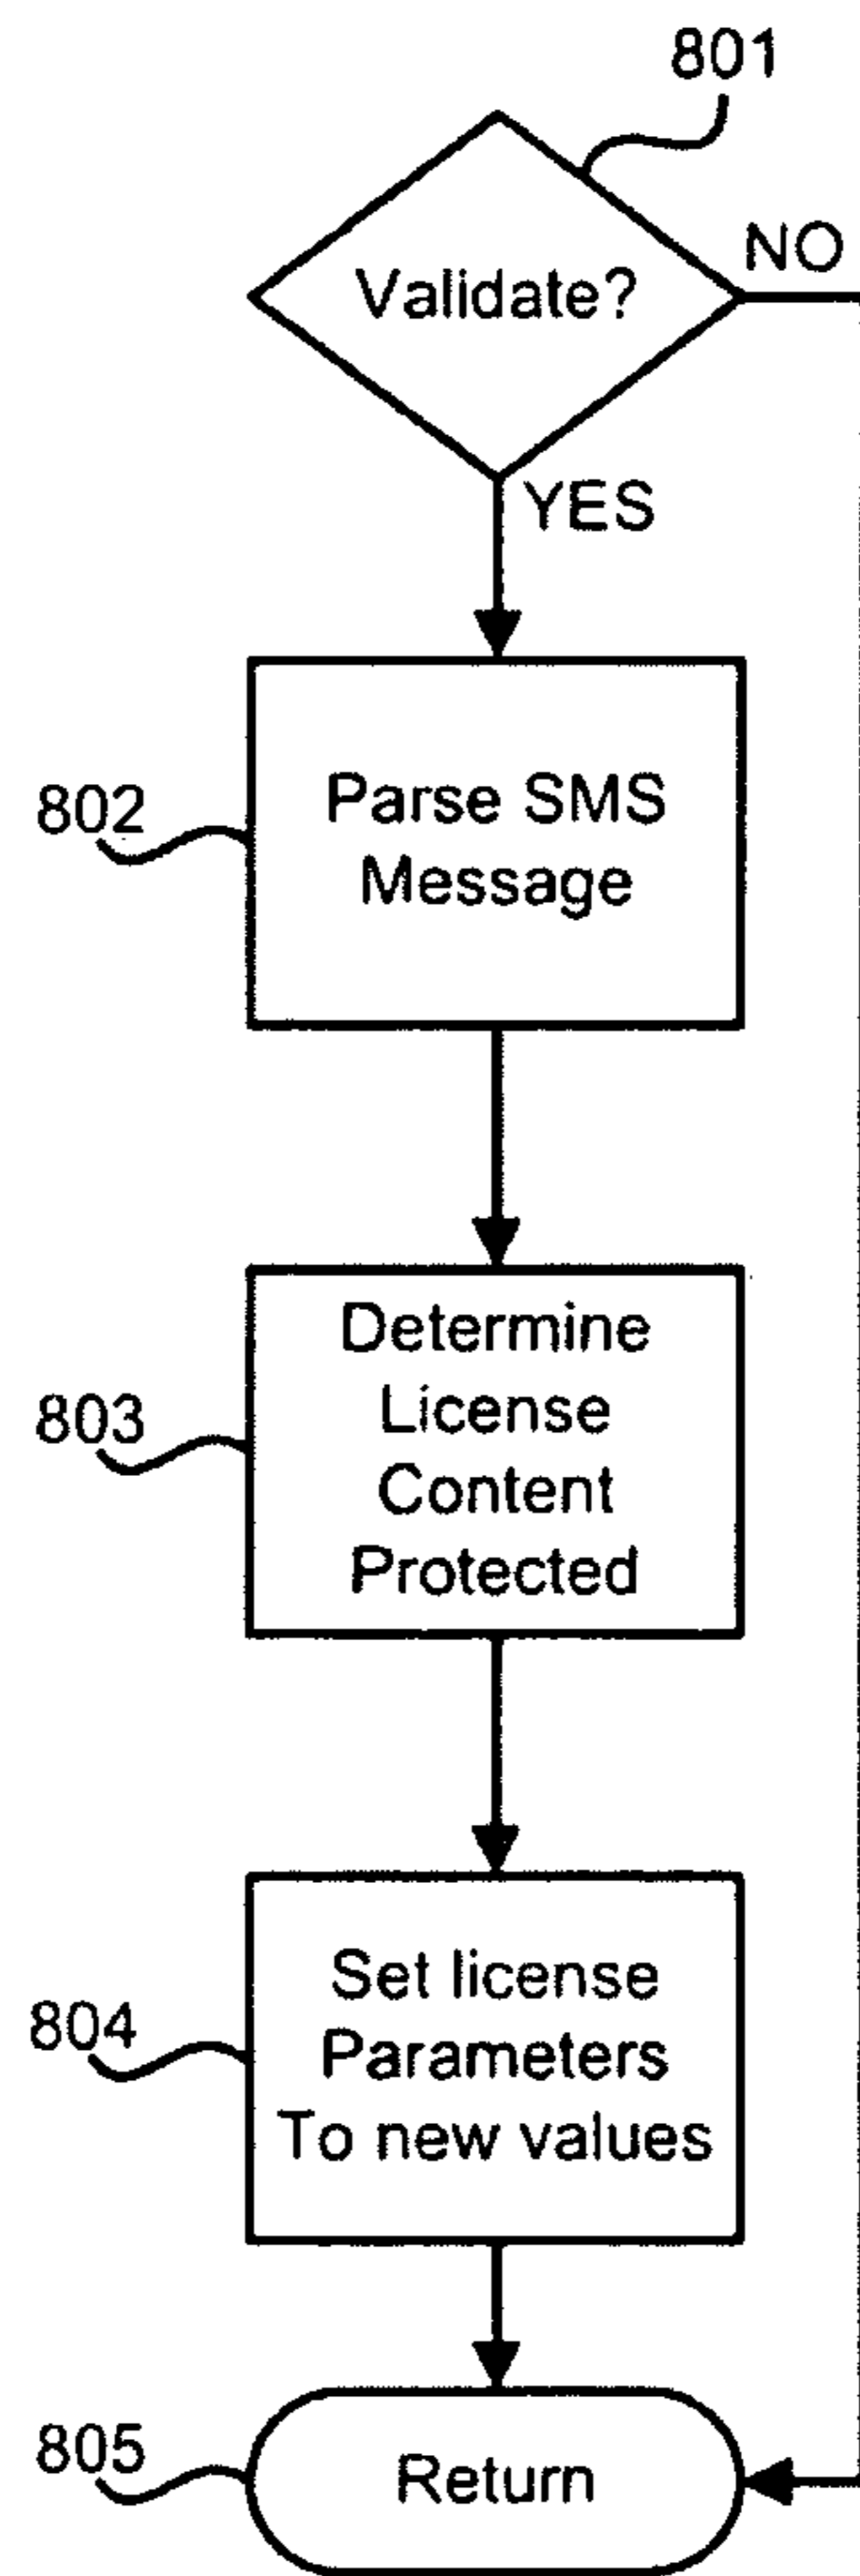 801
Validate?
NO
YES
802
Parse SMS
Message
803
Determine
License
Content
Protected
804
Set license
Parameters
To new values
805
Return